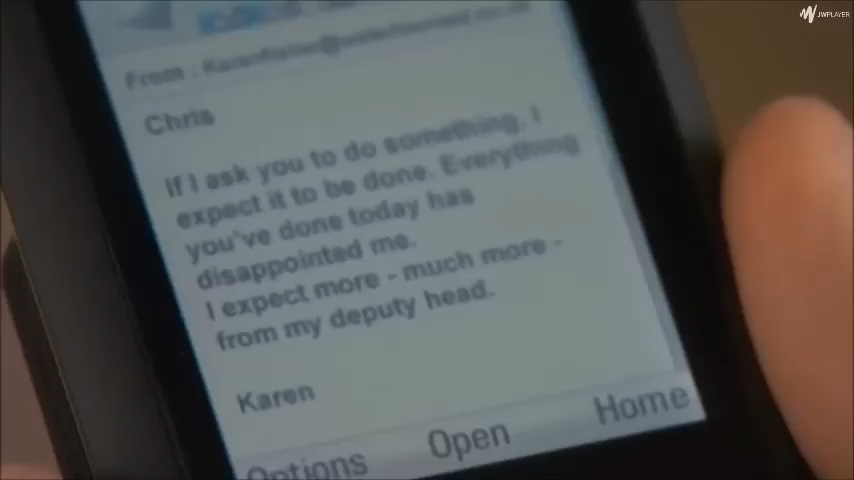 JWPLAYER
From :
Chris
If I ask you to do something, I
expect it to be done. Everything
you've done today has
disappointed me.
I expect more - much more -
from my deputy head.
Karen
Options Open Home